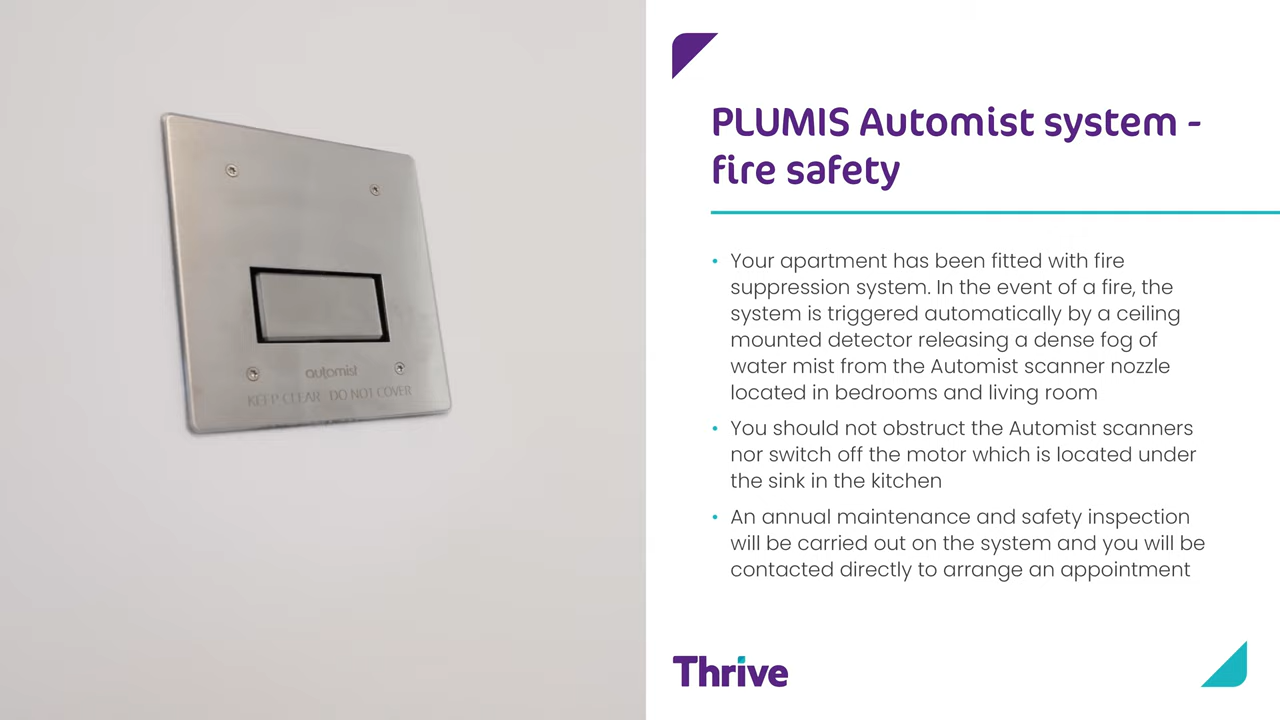 automist
KEEP CLEAR DO NOT COVER
PLUMIS Automist system -
fire safety
• Your apartment has been fitted with fire
suppression system. In the event of a fire, the
system is triggered automatically by a ceiling
mounted detector releasing a dense fog of
water mist from the Automist scanner nozzle
located in bedrooms and living room
• You should not obstruct the Automist scanners
nor switch off the motor which is located under
the sink in the kitchen
• An annual maintenance and safety inspection
will be carried out on the system and you will be
contacted directly to arrange an appointment
Thrive